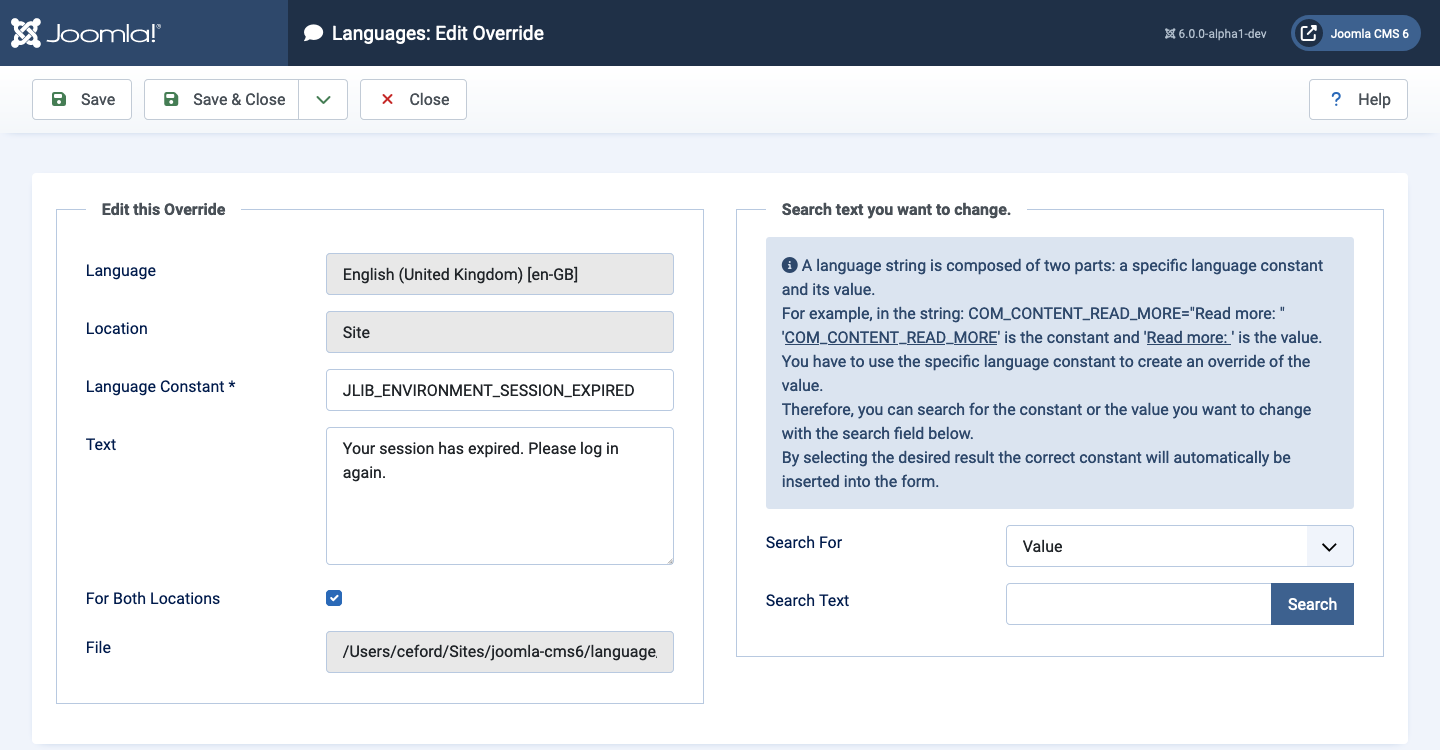 Joomla!®
Languages: Edit Override
6.0.0-alpha1-dev
Joomla CMS 6
Save
Save & Close
Close
? Help
Edit this Override
Language
English (United Kingdom) [en-GB]
Location
Site
Language Constant *
JLIB_ENVIRONMENT_SESSION_EXPIRED
Text
Your session has expired. Please log in
again.
For Both Locations
File
/Users/ceford/Sites/joomla-cms6/language/
Search text you want to change.
A language string is composed of two parts: a specific language constant
and its value.
For example, in the string: COM_CONTENT_READ_MORE="Read more: "
'COM_CONTENT_READ_MORE' is the constant and 'Read more: ' is the value.
You have to use the specific language constant to create an override of the
value.
Therefore, you can search for the constant or the value you want to change
with the search field below.
By selecting the desired result the correct constant will automatically be
inserted into the form.
Search For
Value
Search Text
Search